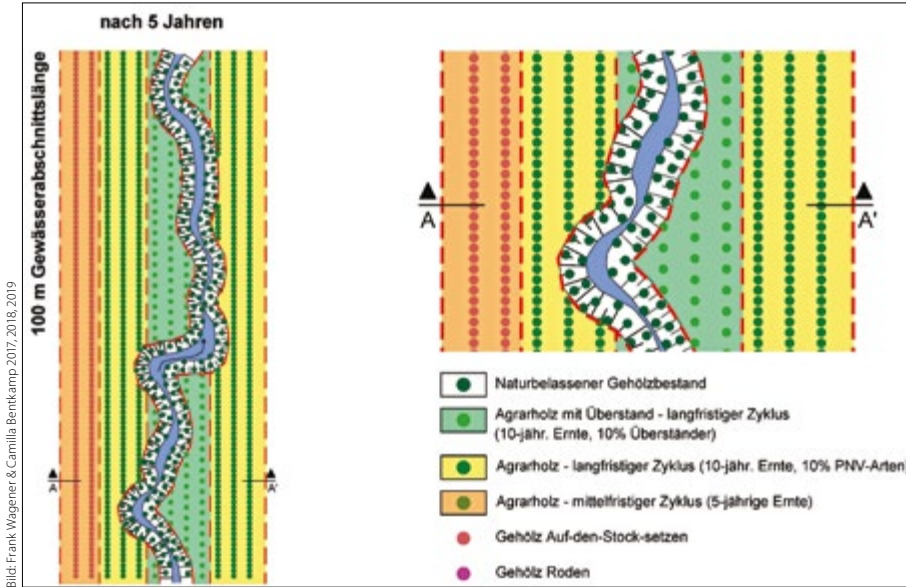 nach 5 Jahren
100 m Gewässerabschnittslänge
A
A'
A
A'
Naturbelassener Gehölzbestand
Agrarholz mit Überstand - langfristiger Zyklus
(10-jähr. Ernte, 10% Überständer)
Agrarholz - langfristiger Zyklus (10-jähr. Ernte, 10% PNV-Arten)
Agrarholz - mittelfristiger Zyklus (5-jährige Ernte)
Gehölz Auf-den-Stock-setzen
Gehölz Roden
Bild: Frank Wagener & Camilla Bentkamp 2017, 2018, 2019